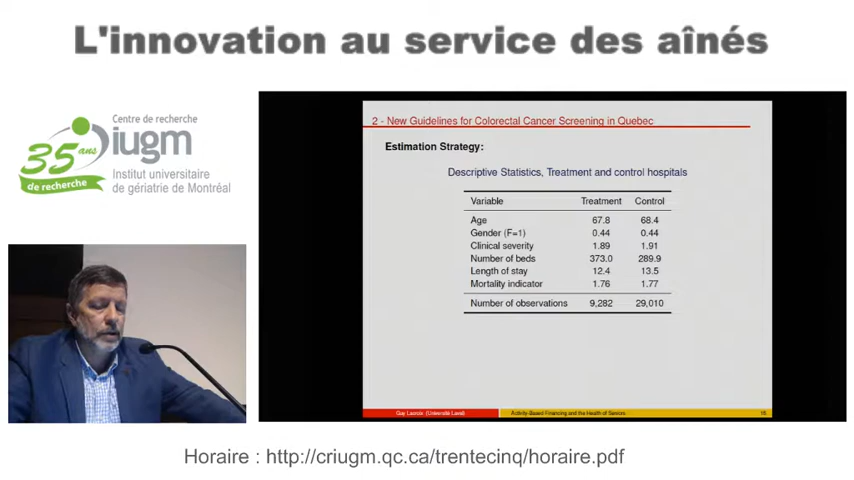 L'innovation au service des aînés
Centre de recherche
iugm
35 ans
de recherche
Institut universitaire
de gériatrie de Montréal
2 - New Guidelines for Colorectal Cancer Screening in Quebec
Estimation Strategy:
Descriptive Statistics, Treatment and control hospitals
Variable Treatment Control
Age 67.8 68.4
Gender (F=1) 0.44 0.44
Clinical severity 1.89 1.91
Number of beds 373.0 289.9
Length of stay 12.4 13.5
Mortality indicator 1.76 1.77
Number of observations 9,282 29,010
Guy Lacroix (Université Laval) Activity-Based Financing and the Health of Seniors
Horaire : http://criugm.qc.ca/trentecinq/horaire.pdf